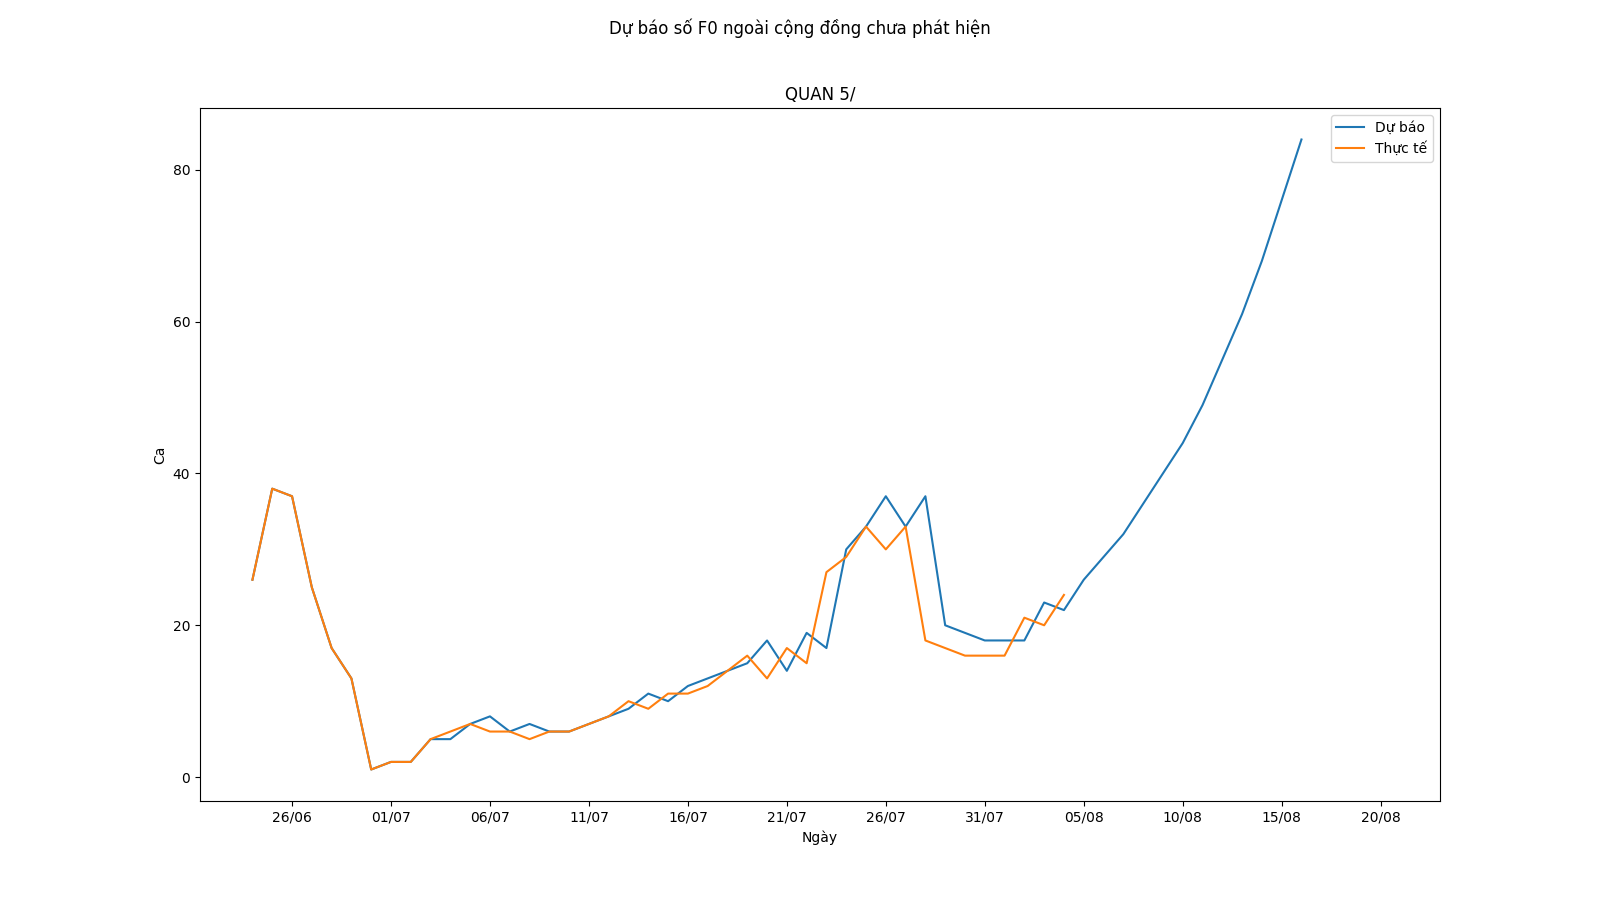 Dự báo số F0 ngoài cộng đồng chưa phát hiện
QUAN 5/
Dự báo
Thực tế
80
60
40
20
0
Ca
26/06 01/07 06/07 11/07 16/07 21/07 26/07 31/07 05/08 10/08 15/08 20/08
Ngày